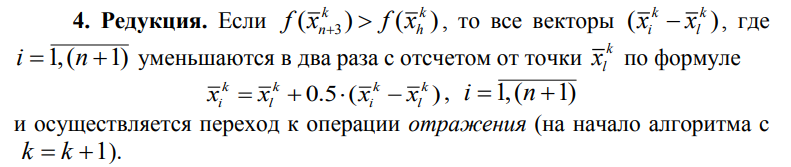 4. Редукция. Если $f(\overline{x}_{n+3}^{k}) > f(\overline{x}_{h}^{k})$, то все векторы $(\overline{x}_{i}^{k} - \overline{x}_{l}^{k})$, где
$i = \overline{1,(n+1)}$ уменьшаются в два раза с отсчетом от точки $\overline{x}_{l}^{k}$ по формуле
$\overline{x}_{i}^{k} = \overline{x}_{l}^{k} + 0.5 \cdot (\overline{x}_{i}^{k} - \overline{x}_{l}^{k})$, $i = \overline{1,(n+1)}$
и осуществляется переход к операции отражения (на начало алгоритма с
$k = k + 1$).